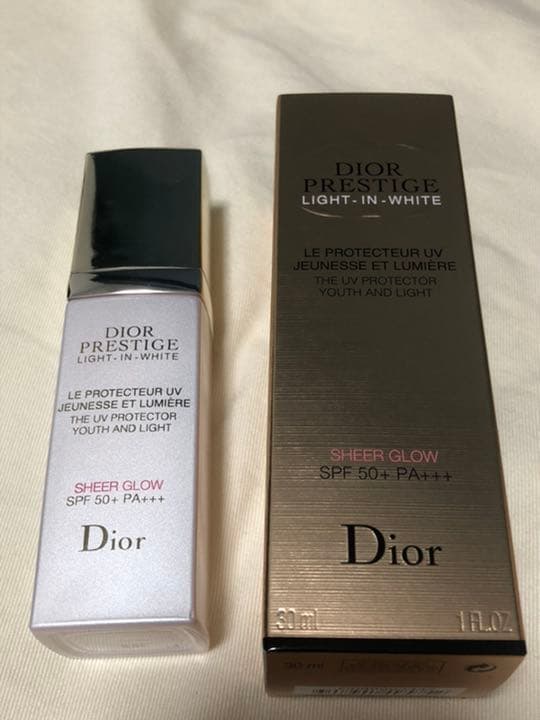 DIOR
PRESTIGE
LIGHT-IN-WHITE
LE PROTECTEUR UV
JEUNESSE ET LUMIÈRE
THE UV PROTECTOR
YOUTH AND LIGHT
SHEER GLOW
SPF 50+ PA+++
Dior
DIOR
PRESTIGE
LIGHT-IN-WHITE
LE PROTECTEUR UV
JEUNESSE ET LUMIÈRE
THE UV PROTECTOR
YOUTH AND LIGHT
SHEER GLOW
SPF 50+ PA+++
Dior
30 ml 1 FL.OZ
30 ml